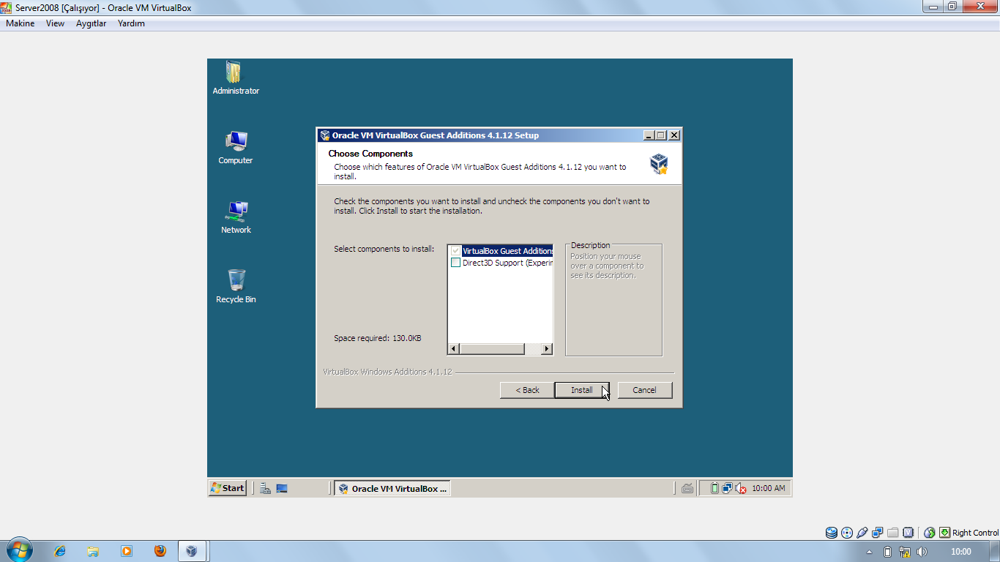 Server2008 [Çalışıyor] - Oracle VM VirtualBox
Makine View Aygıtlar Yardım
Administrator
Computer
Network
Recycle Bin
Oracle VM VirtualBox Guest Additions 4.1.12 Setup
Choose Components
Choose which features of Oracle VM VirtualBox Guest Additions 4.1.12 you want to
install.
Check the components you want to install and uncheck the components you don't want to
install. Click Install to start the installation.
Select components to install:
VirtualBox Guest Additions
Direct3D Support (Experim
Description
Position your mouse
over a component to
see its description.
Space required: 130.0KB
VirtualBox Windows Additions 4.1.12
< Back Install Cancel
Start Oracle VM VirtualBox ... 10:00 AM
Right Control
10:00